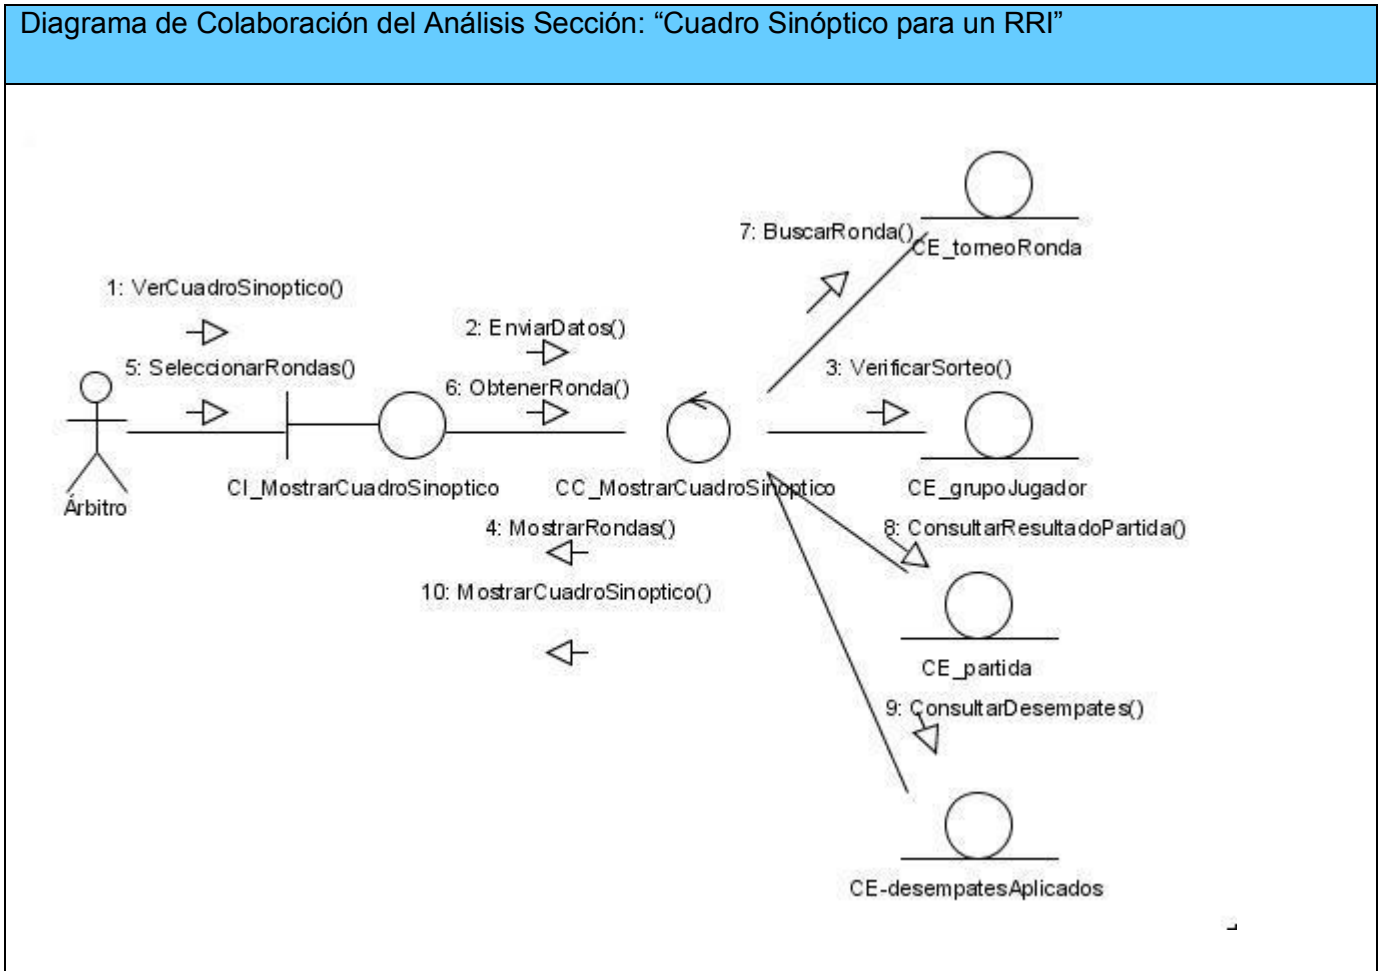 Diagrama de Colaboración del Análisis Sección: “Cuadro Sinóptico para un RRI”
7: BuscarRonda()
CE_torneoRonda
1: VerCuadroSinoptico()
2: EnviarDatos()
5: SeleccionarRondas()
3: VerificarSorteo()
6: ObtenerRonda()
CI_MostrarCuadroSinoptico
CC_MostrarCuadroSinoptico
CE_grupoJugador
Árbitro
4: MostrarRondas()
8: ConsultarResultadoPartida()
10: MostrarCuadroSinoptico()
CE_partida
9: ConsultarDesempates()
CE-desempatesAplicados